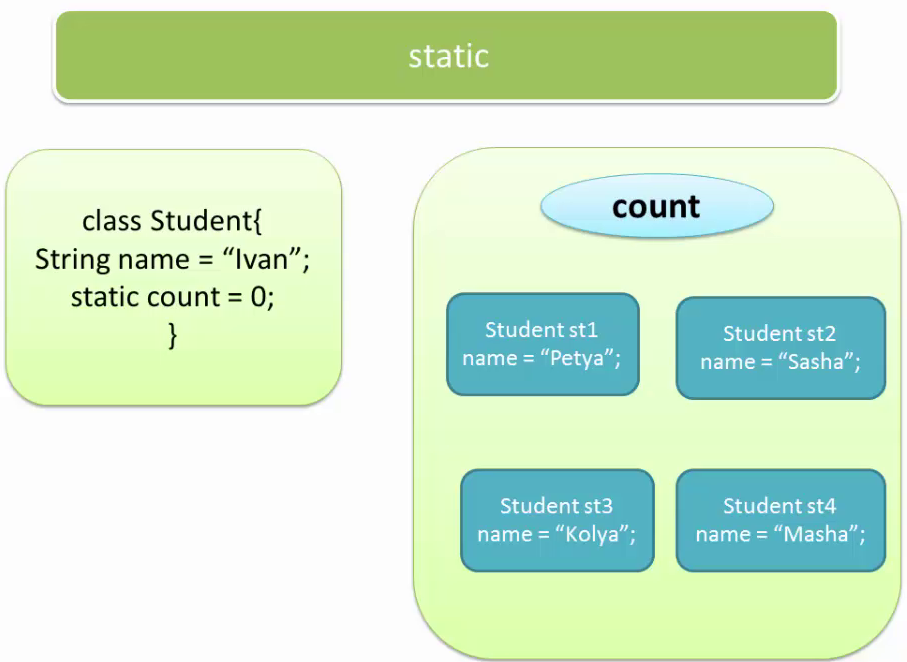 static
class Student{
String name = “Ivan”;
static count = 0;
}
count
Student st1
name = “Petya”;
Student st2
name = “Sasha”;
Student st3
name = “Kolya”;
Student st4
name = “Masha”;